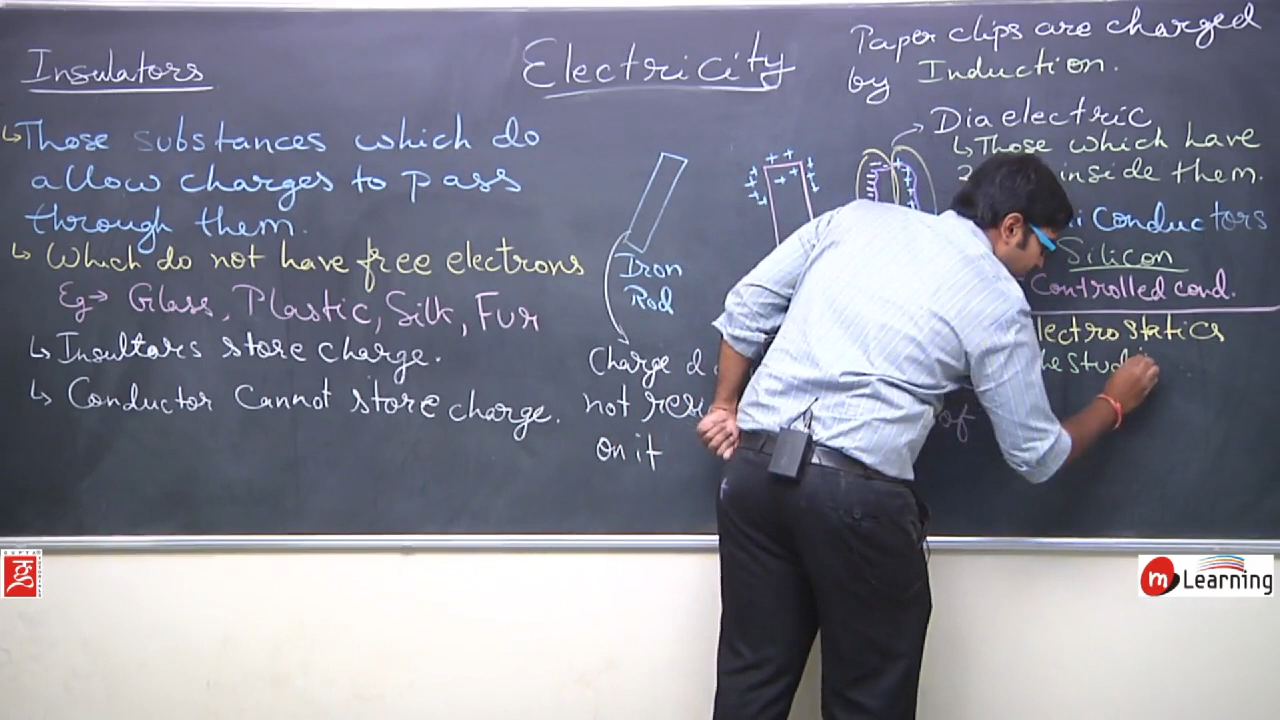 Insulators
↳ Those substances which do
allow charges to pass
through them.
↳ Which do not have free electrons
Eg → Glass, Plastic, Silk, Fur
↳ Insultars store charge.
↳ Conductor Cannot store charge.
Electricity
Iron
Rod
Charge d
not res
on it
of
Paper clips are charged
by Induction.
Dia electric
↳ Those which have
inside them.
Conductors
Silicon
Controlled cond.
lectrostatics
he stud
GUPTA TUTORIALS
m Learning